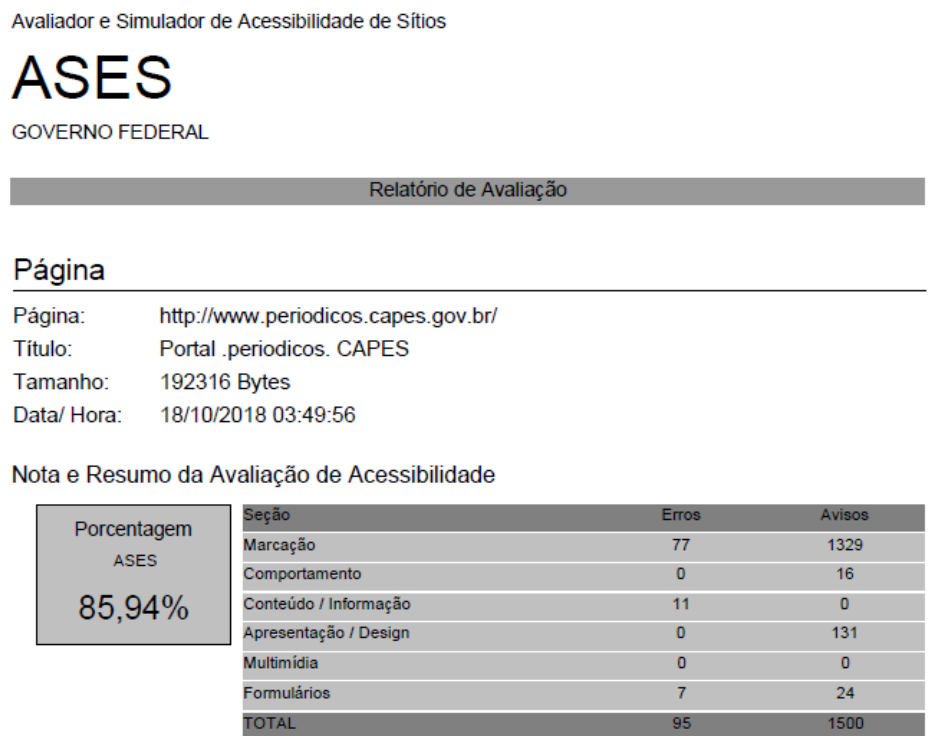 Avaliador e Simulador de Acessibilidade de Sítios
ASES
GOVERNO FEDERAL
Relatório de Avaliação
Página
Página: http://www.periodicos.capes.gov.br/
Título: Portal .periodicos. CAPES
Tamanho: 192316 Bytes
Data/ Hora: 18/10/2018 03:49:56
Nota e Resumo da Avaliação de Acessibilidade
Porcentagem
ASES
85,94%
Seção Erros Avisos
Marcação 77 1329
Comportamento 0 16
Conteúdo / Informação 11 0
Apresentação / Design 0 131
Multimídia 0 0
Formulários 7 24
TOTAL 95 1500